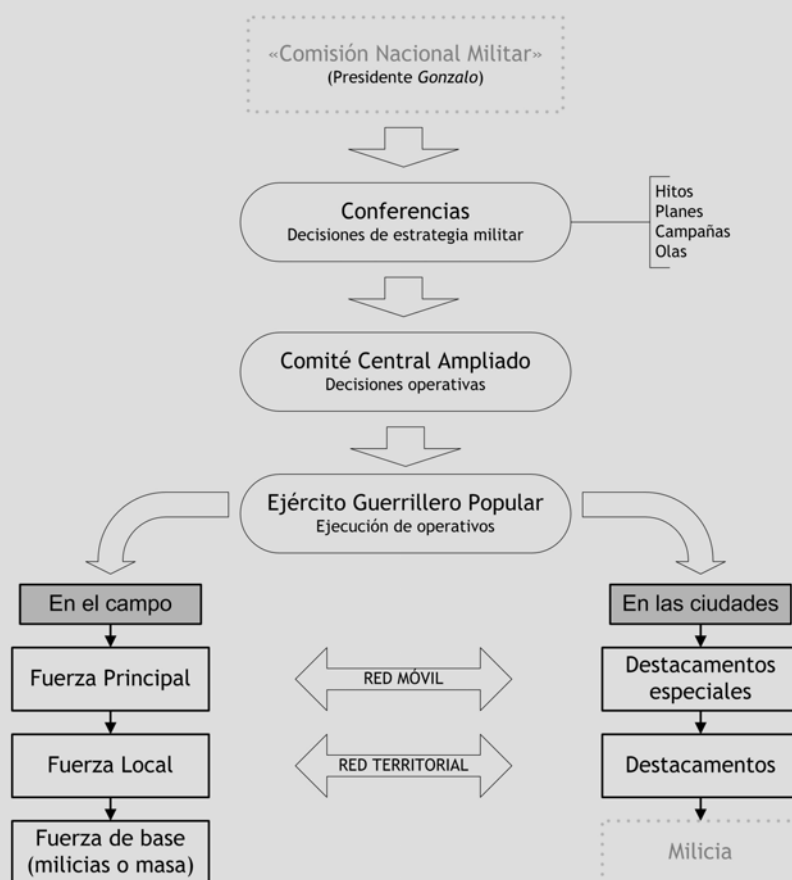 «Comisión Nacional Militar»
(Presidente Gonzalo)
Conferencias
Decisiones de estrategia militar
Hitos
Planes
Campañas
Olas
Comité Central Ampliado
Decisiones operativas
Ejército Guerrillero Popular
Ejecución de operativos
En el campo
En las ciudades
Fuerza Principal
RED MÓVIL
Destacamentos
especiales
Fuerza Local
RED TERRITORIAL
Destacamentos
Fuerza de base
(milicias o masa)
Milicia